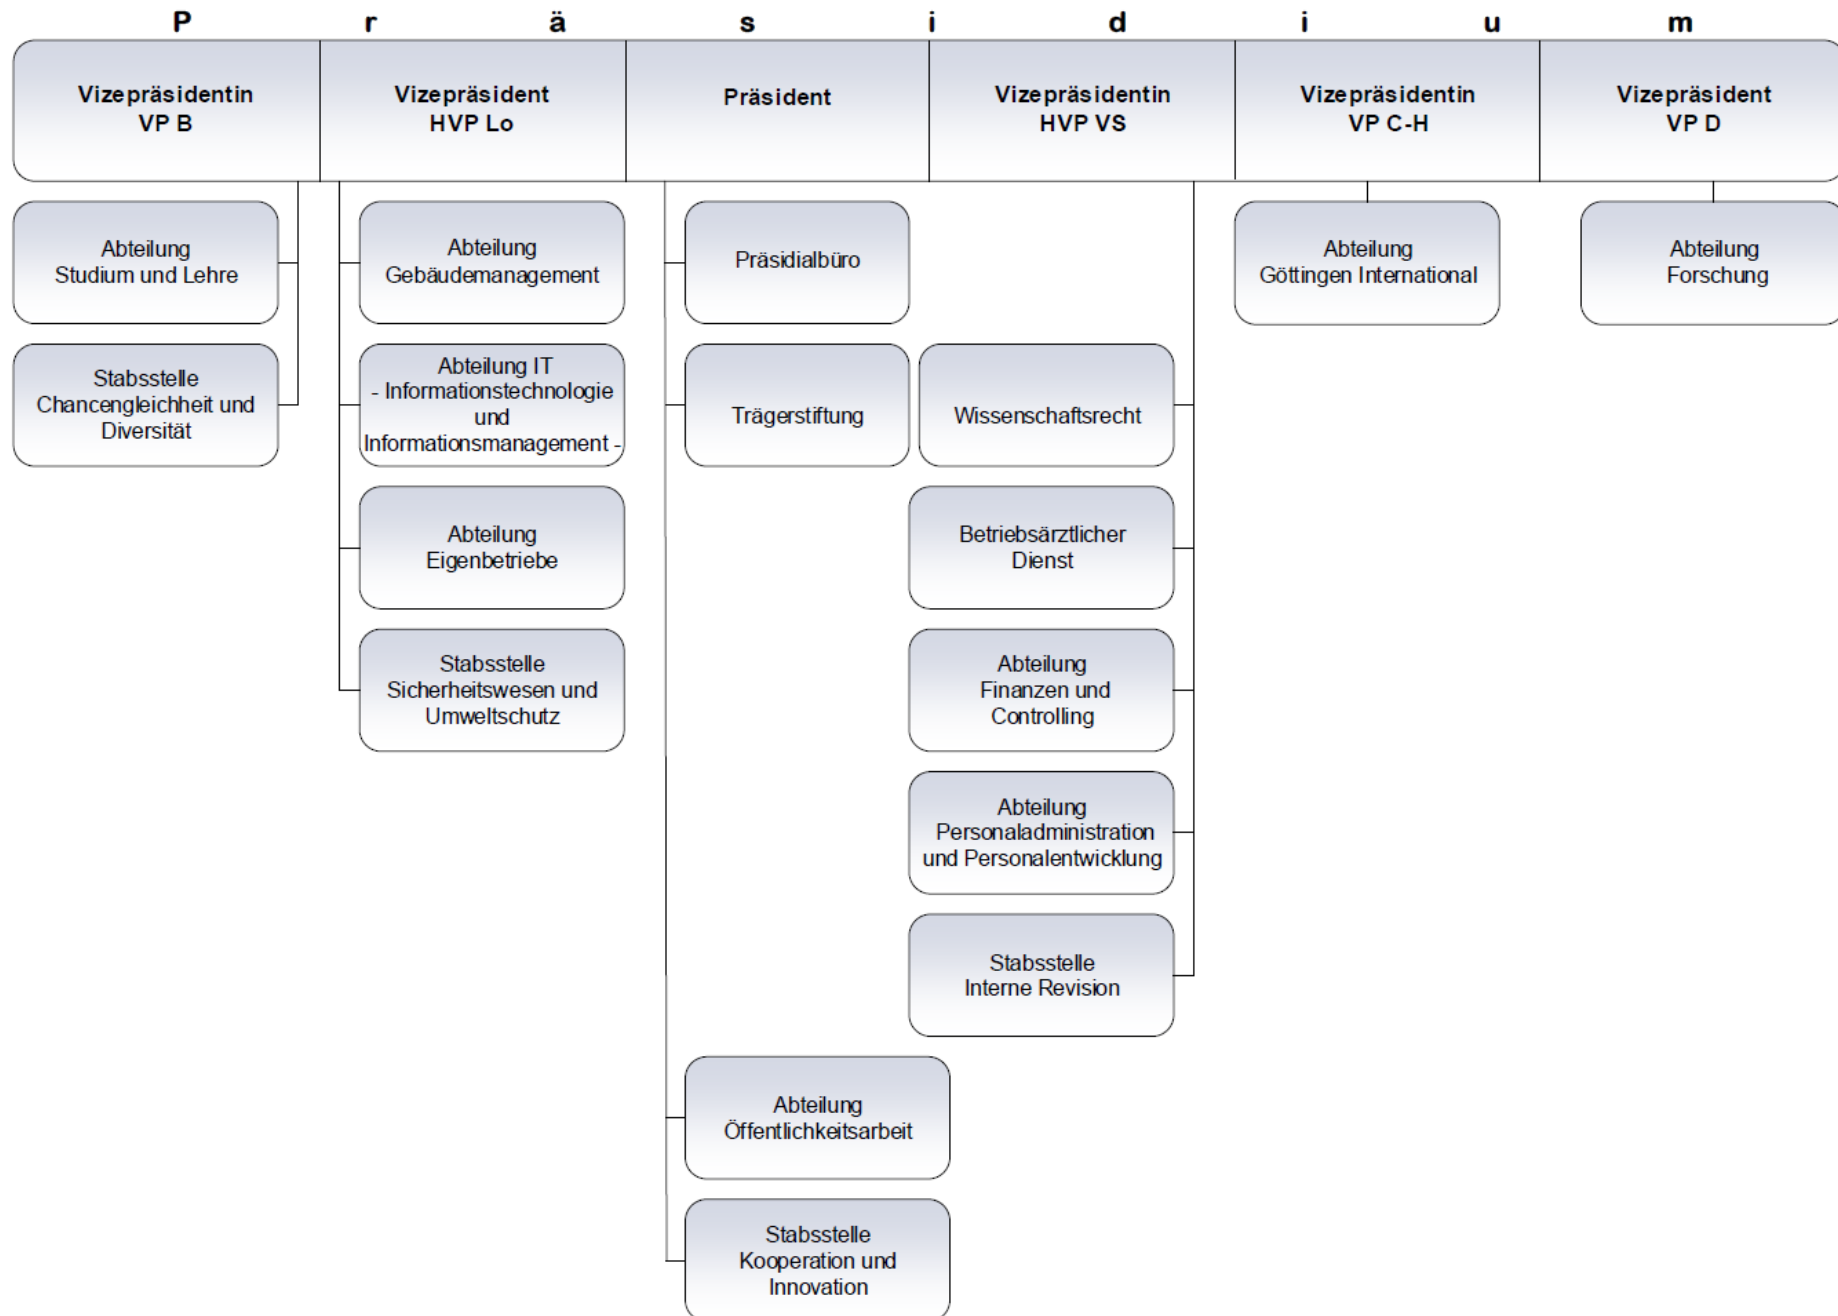 P r ä s i d i u m
Vizepräsidentin
VP B
Vizepräsident
HVP Lo
Präsident
Vizepräsidentin
HVP VS
Vizepräsidentin
VP C-H
Vizepräsident
VP D
Abteilung
Studium und Lehre
Abteilung
Gebäudemanagement
Präsidialbüro
Abteilung
Göttingen International
Abteilung
Forschung
Stabsstelle
Chancengleichheit und
Diversität
Abteilung IT
- Informationstechnologie
und
Informationsmanagement -
Trägerstiftung
Wissenschaftsrecht
Abteilung
Eigenbetriebe
Betriebsärztlicher
Dienst
Stabsstelle
Sicherheitswesen und
Umweltschutz
Abteilung
Finanzen und
Controlling
Abteilung
Personaladministration
und Personalentwicklung
Stabsstelle
Interne Revision
Abteilung
Öffentlichkeitsarbeit
Stabsstelle
Kooperation und
Innovation